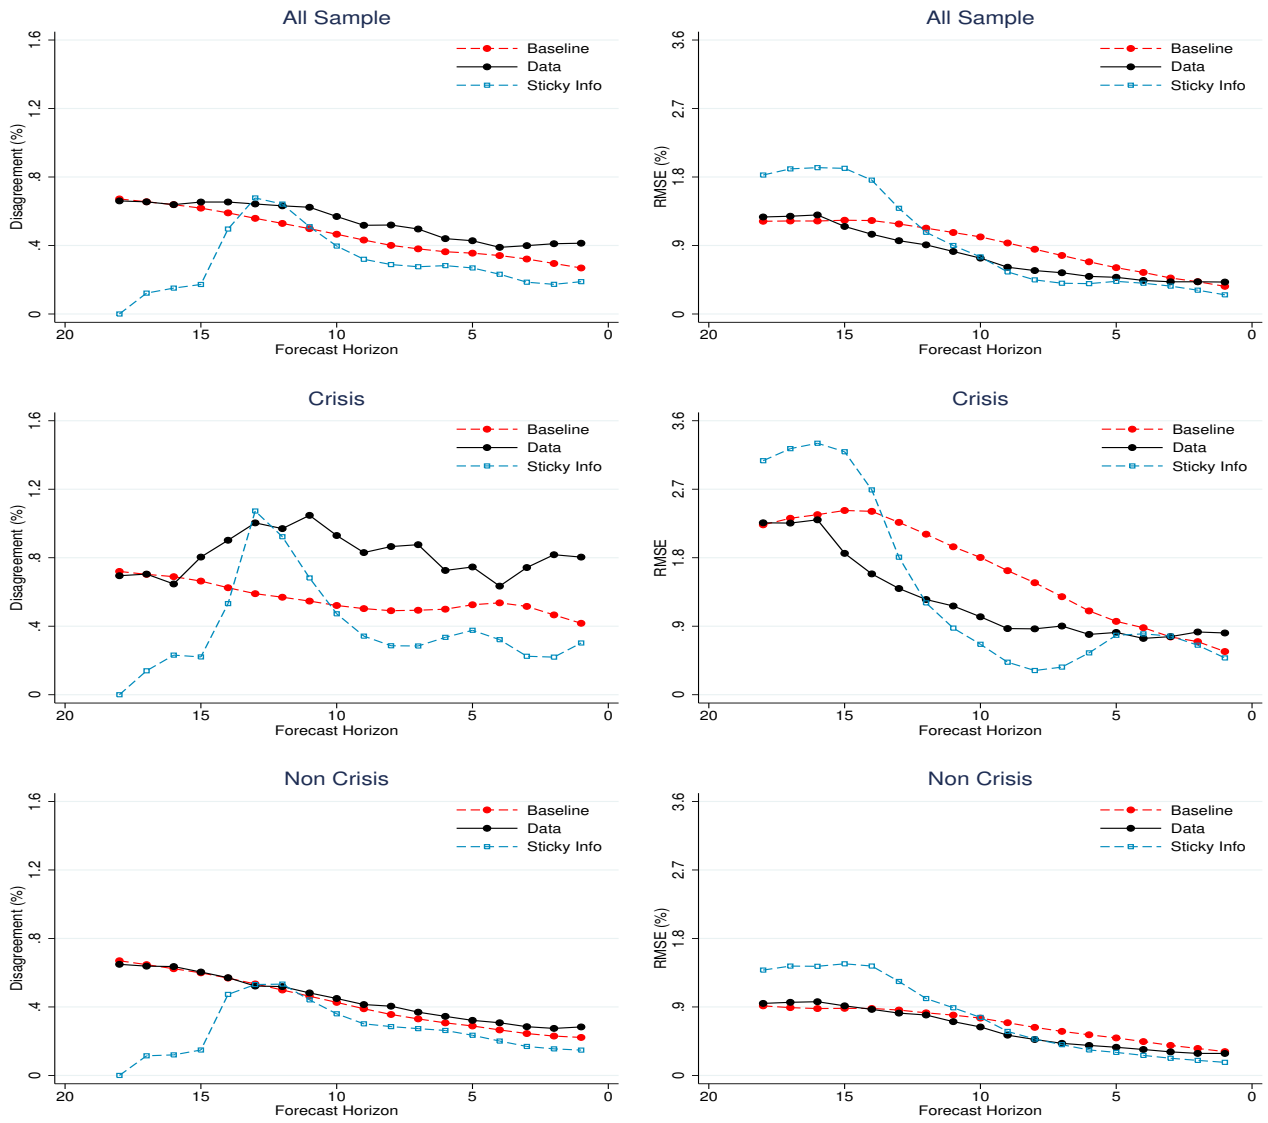 All Sample
Baseline
Data
Sticky Info
Disagreement (%)
1.6
1.2
.8
.4
0
20
15
10
5
0
Forecast Horizon
All Sample
Baseline
Data
Sticky Info
RMSE (%)
3.6
2.7
1.8
.9
0
20
15
10
5
0
Forecast Horizon
Crisis
Baseline
Data
Sticky Info
Disagreement (%)
1.6
1.2
.8
.4
0
20
15
10
5
0
Forecast Horizon
Crisis
Baseline
Data
Sticky Info
RMSE
3.6
2.7
1.8
.9
0
20
15
10
5
0
Forecast Horizon
Non Crisis
Baseline
Data
Sticky Info
Disagreement (%)
1.6
1.2
.8
.4
0
20
15
10
5
0
Forecast Horizon
Non Crisis
Baseline
Data
Sticky Info
RMSE (%)
3.6
2.7
1.8
.9
0
20
15
10
5
0
Forecast Horizon